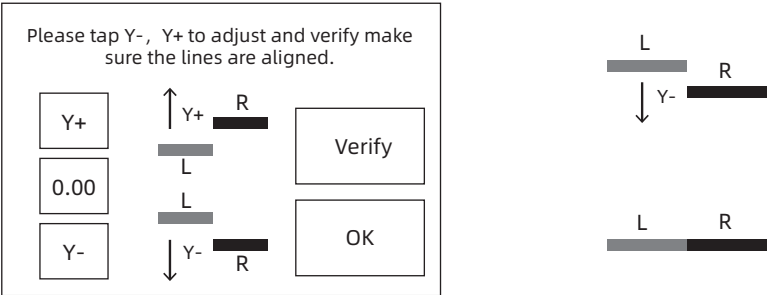 Please tap Y-, Y+ to adjust and verify make
sure the lines are aligned.
Y+
0.00
Y-
Y+
R
L
L
Y-
R
Verify
OK
L
R
Y-
L
R